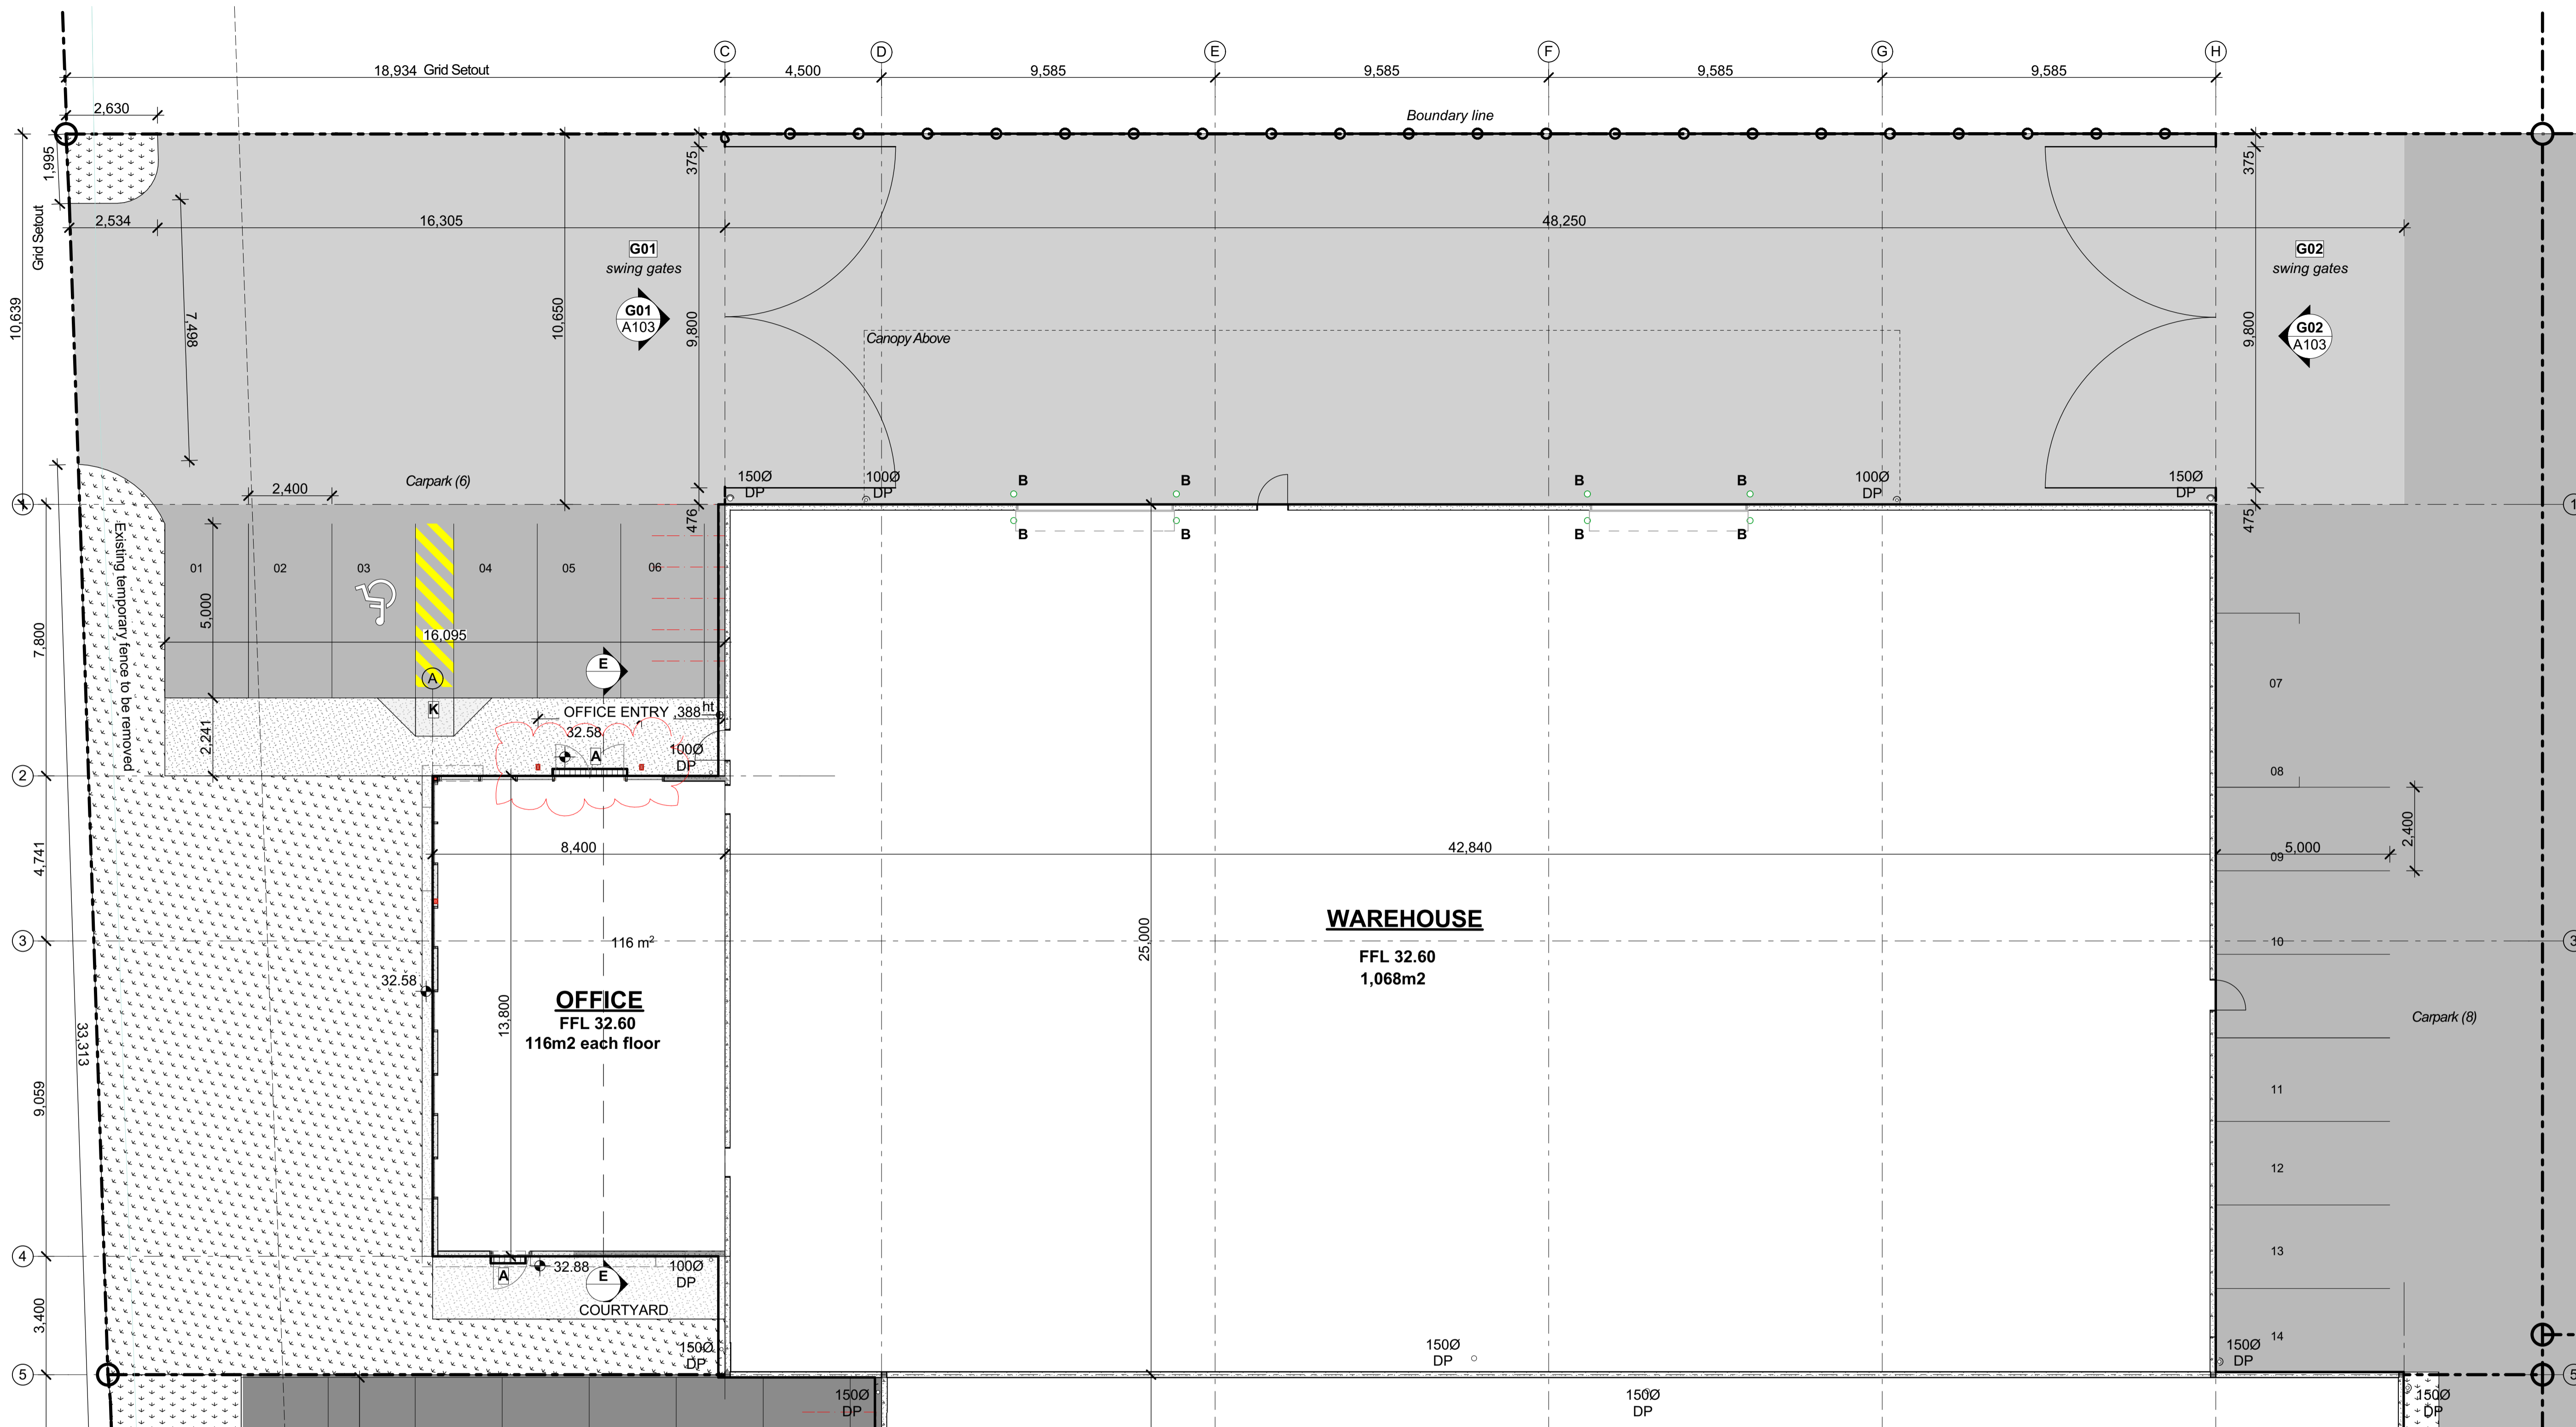 C
D
E
F
G
H
18,934 Grid Setout
4,500
9,585
9,585
9,585
9,585
2,630
Boundary line
1,995
375
375
Grid Setout
2,534
16,305
48,250
G01
swing gates
G02
swing gates
10,639
7,498
10,650
G01
A103
9,800
Canopy Above
9,800
G02
A103
Carpark (6)
2,400
150Ø
DP
100Ø
DP
B
B
B
B
100Ø
DP
150Ø
DP
1
476
475
B
B
B
B
Existing temporary fence to be removed
01
02
03
04
05
06
5,000
7,800
16,095
E
A
K
07
2,241
OFFICE ENTRY
,388
ht
32.58
A
100Ø
DP
2
08
2,400
4,741
8,400
42,840
09
5,000
WAREHOUSE
FFL 32.60
1,068m2
25,000
3
116 m2
10
3
32.58
OFFICE
FFL 32.60
116m2 each floor
13,800
33,313
Carpark (8)
9,059
11
12
13
4
A
32.88
E
100Ø
DP
COURTYARD
3,400
150Ø
DP
150Ø
DP
14
150Ø
DP
5
5
150Ø
DP
150Ø
DP
150Ø
DP